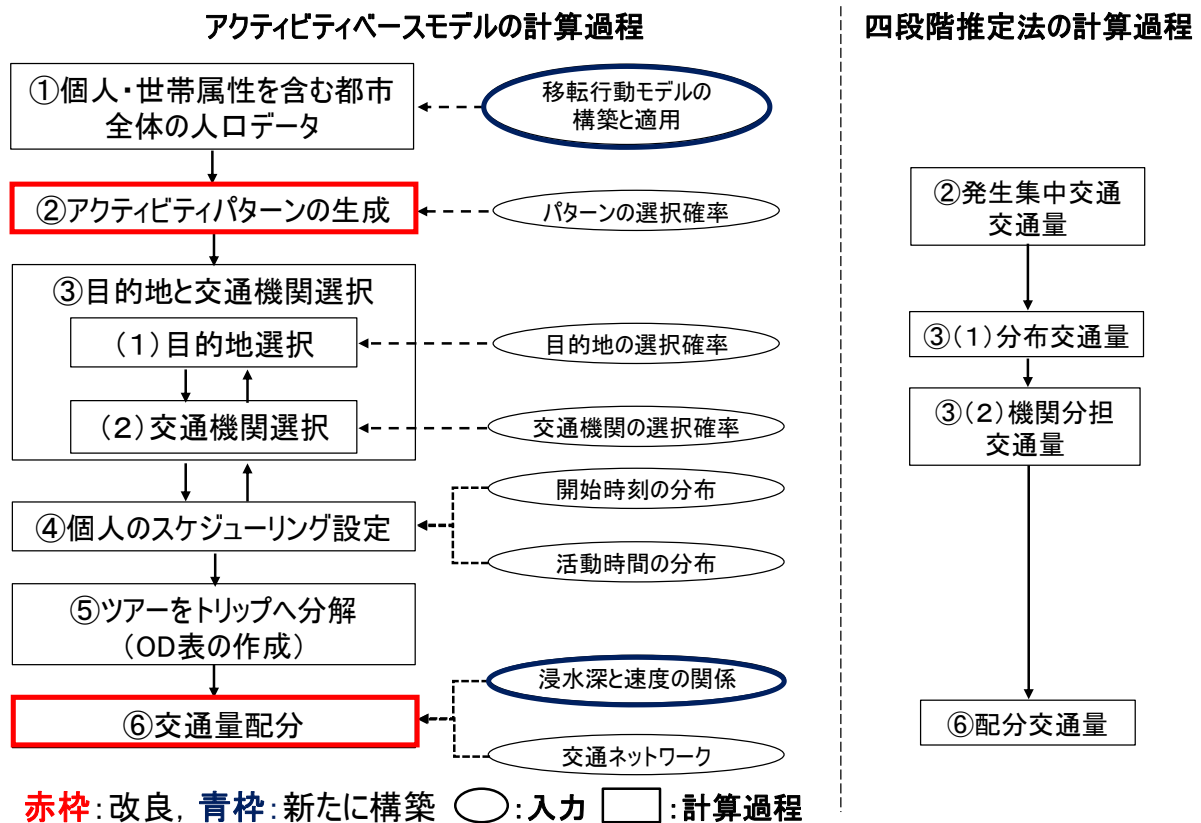 アクティビティベースモデルの計算過程
①個人・世帯属性を含む都市
全体の人口データ
移転行動モデルの
構築と適用
②アクティビティパターンの生成
パターンの選択確率
③目的地と交通機関選択
(1)目的地選択
目的地の選択確率
(2)交通機関選択
交通機関の選択確率
④個人のスケジューリング設定
開始時刻の分布
活動時間の分布
⑤ツアーをトリップへ分解
(OD表の作成)
⑥交通量配分
浸水深と速度の関係
交通ネットワーク
赤枠:改良, 青枠:新たに構築 :入力 :計算過程
四段階推定法の計算過程
②発生集中交通
交通量
③(1)分布交通量
③(2)機関分担
交通量
⑥配分交通量